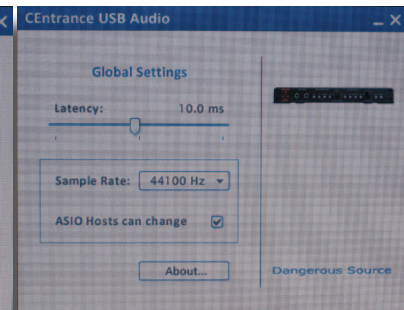 CEntrance USB Audio
Global Settings
Latency: 10.0 ms
Sample Rate: 44100 Hz
ASIO Hosts can change
About...
Dangerous Source